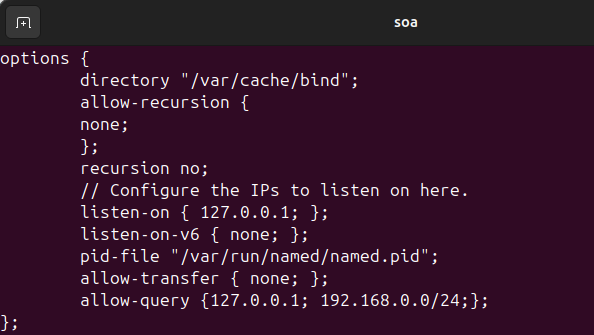 soa
options {
        directory "/var/cache/bind";
        allow-recursion {
        none;
        };
        recursion no;
        // Configure the IPs to listen on here.
        listen-on { 127.0.0.1; };
        listen-on-v6 { none; };
        pid-file "/var/run/named/named.pid";
        allow-transfer { none; };
        allow-query {127.0.0.1; 192.168.0.0/24;};
};